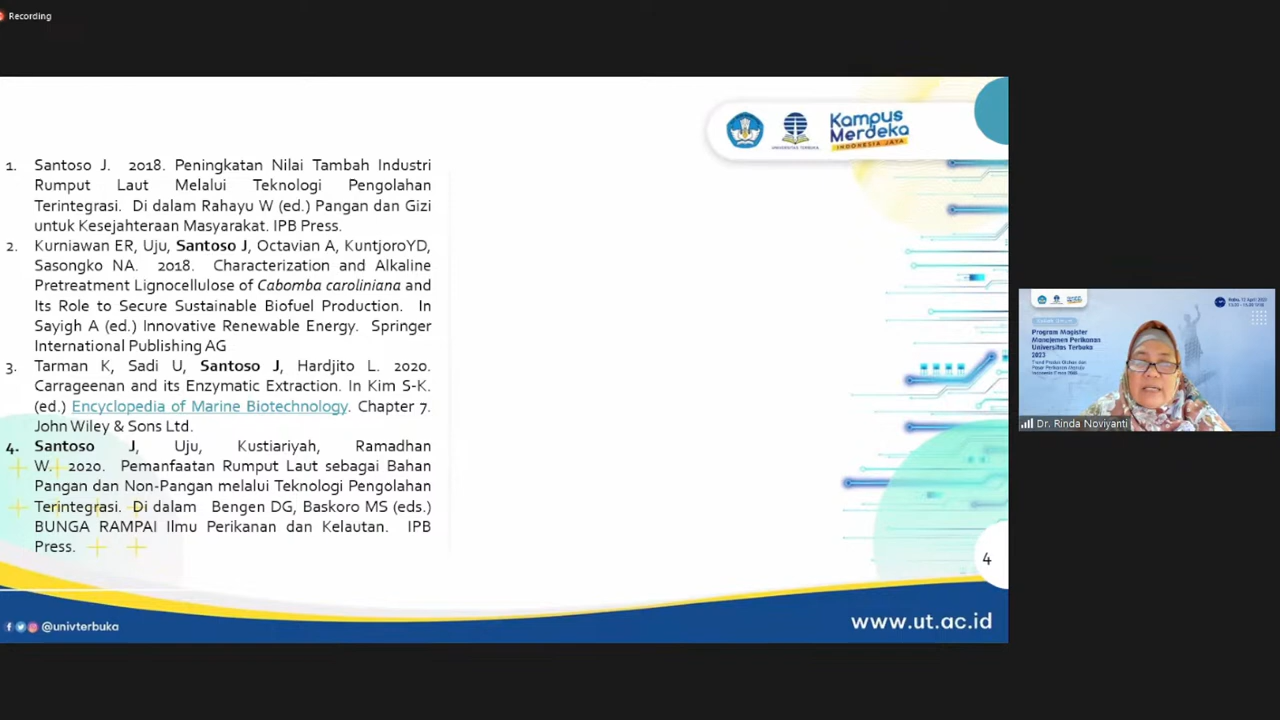 Recording
Kampus
Merdeka
INDONESIA JAYA
UNIVERSITAS TERBUKA
1. Santoso J. 2018. Peningkatan Nilai Tambah Industri
Rumput Laut Melalui Teknologi Pengolahan
Terintegrasi. Di dalam Rahayu W (ed.) Pangan dan Gizi
untuk Kesejahteraan Masyarakat. IPB Press.
2. Kurniawan ER, Uju, Santoso J, Octavian A, KuntjoroYD,
Sasongko NA. 2018. Characterization and Alkaline
Pretreatment Lignocellulose of Cabomba caroliniana and
Its Role to Secure Sustainable Biofuel Production. In
Sayigh A (ed.) Innovative Renewable Energy. Springer
International Publishing AG
3. Tarman K, Sadi U, Santoso J, Hardjito L. 2020.
Carrageenan and its Enzymatic Extraction. In Kim S-K.
(ed.) Encyclopedia of Marine Biotechnology. Chapter 7.
John Wiley & Sons Ltd.
4. Santoso J, Uju, Kustiariyah, Ramadhan
W. 2020. Pemanfaatan Rumput Laut sebagai Bahan
Pangan dan Non-Pangan melalui Teknologi Pengolahan
Terintegrasi. Di dalam Bengen DG, Baskoro MS (eds.)
BUNGA RAMPAI Ilmu Perikanan dan Kelautan. IPB
Press.
4
@univterbuka
www.ut.ac.id
Program Magister
Manajemen Perikanan
Universitas Terbuka
2023
Dr. Rinda Noviyanti